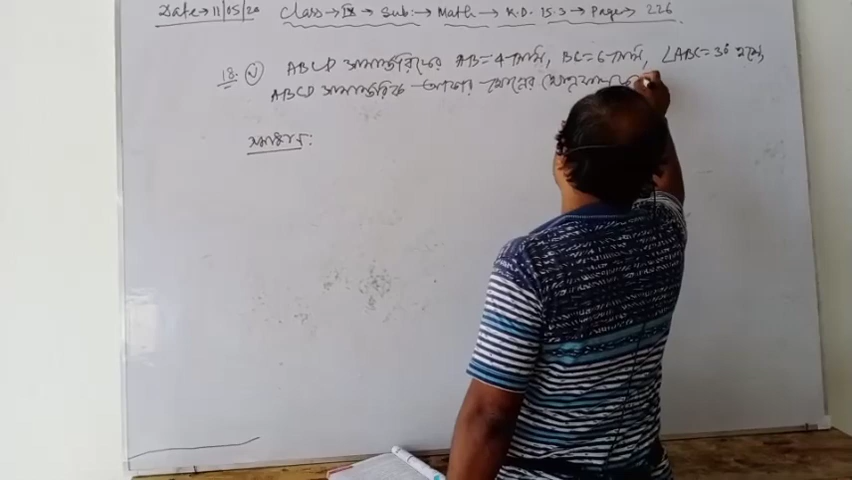 Date→11/05/20 Class→IX→Sub:→Math→K.D. 15.3→Page→226
18. (v) ABCD সামান্তরিকের AB=4 সেমি, BC=6 সেমি, ∠ABC=30° হলে,
ABCD সামান্তরিক আকার ক্ষেত্রের ক্ষেত্রফল
সমাধান: